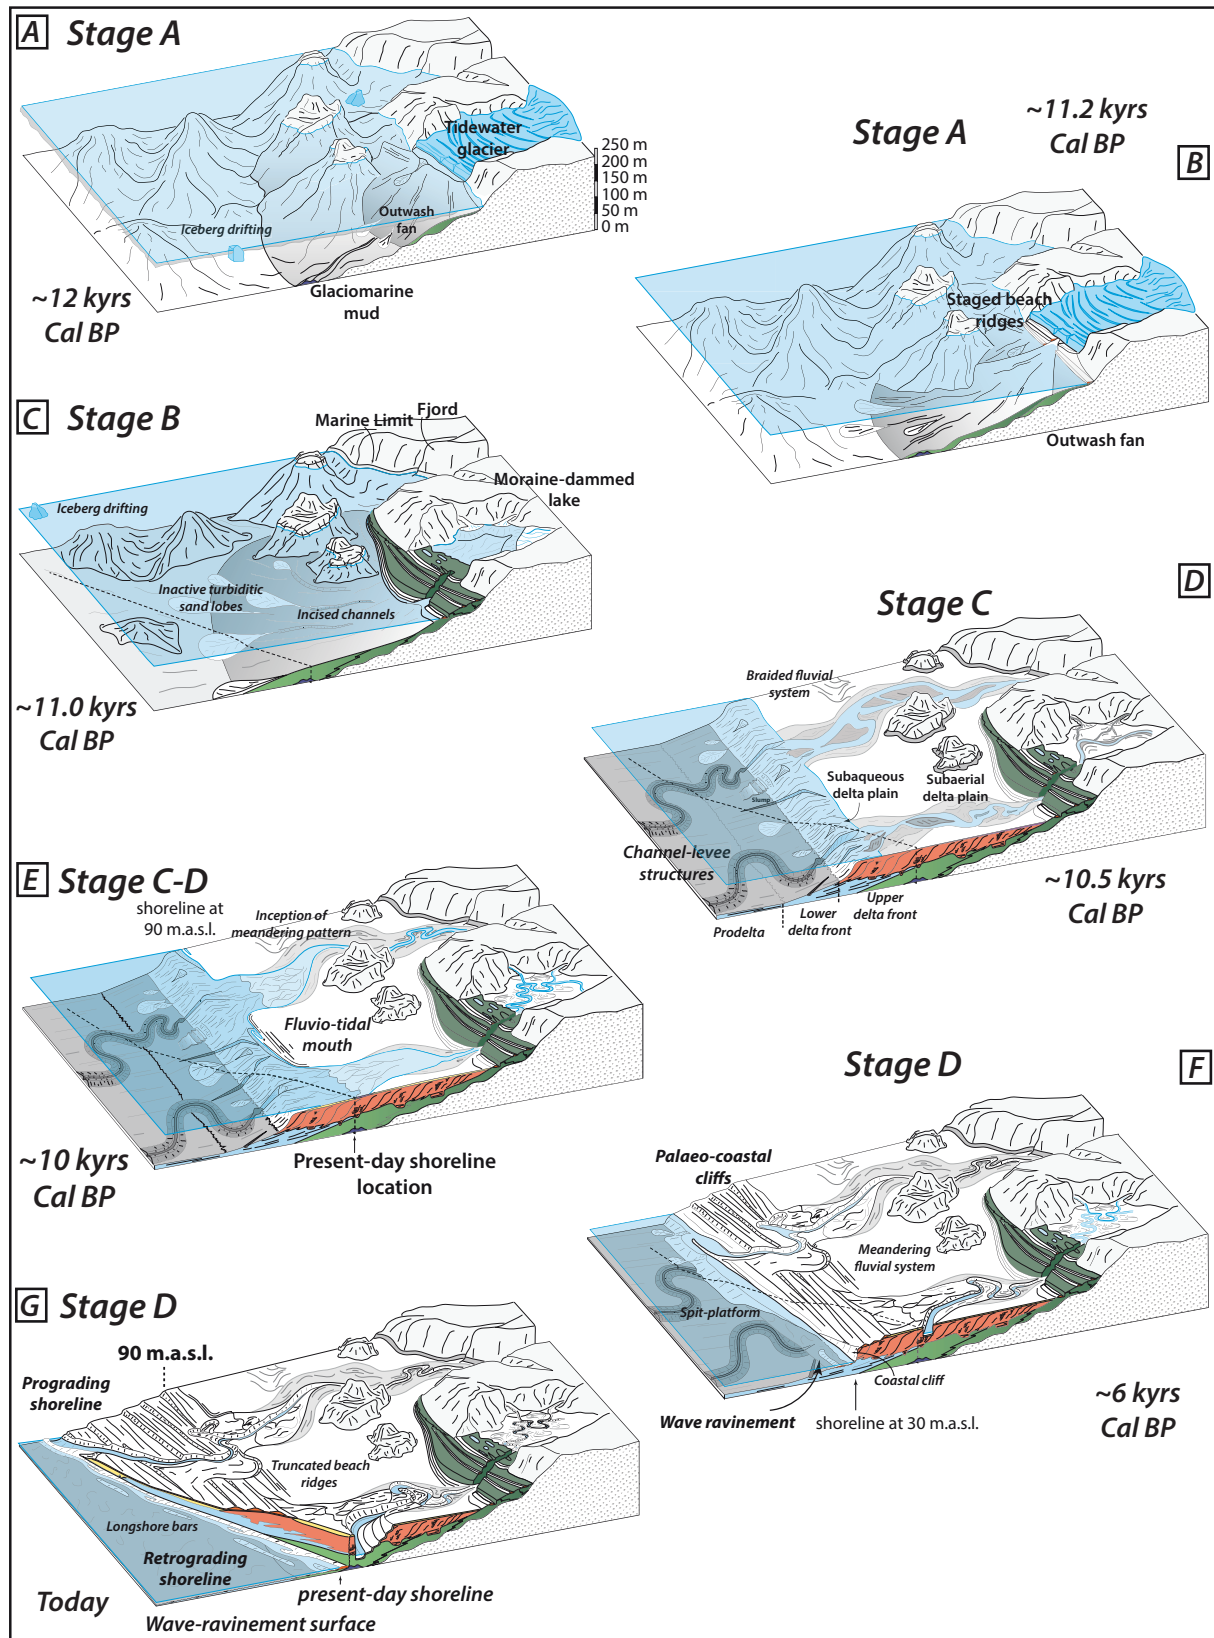 A Stage A
Tidewater
glacier
250 m
200 m
150 m
100 m
50 m
0 m
Outwash
fan
Iceberg drifting
Glaciomarine
mud
~12 kyrs
Cal BP
Stage A
~11.2 kyrs
Cal BP
B
Staged beach
ridges
Outwash fan
C Stage B
Marine Limit
Fjord
Moraine-dammed
lake
Iceberg drifting
Inactive turbiditic
sand lobes
Incised channels
~11.0 kyrs
Cal BP
D
Stage C
Braided fluvial
system
Subaqueous
delta plain
Subaerial
delta plain
Slump
Channel-levee
structures
Upper
delta front
Lower
delta front
Prodelta
~10.5 kyrs
Cal BP
E Stage C-D
shoreline at
90 m.a.s.l.
Inception of
meandering pattern
Fluvio-tidal
mouth
~10 kyrs
Cal BP
Present-day shoreline
location
Stage D
F
Palaeo-coastal
cliffs
Meandering
fluvial system
Spit-platform
Coastal cliff
Wave ravinement
shoreline at 30 m.a.s.l.
~6 kyrs
Cal BP
G Stage D
90 m.a.s.l.
Prograding
shoreline
Truncated beach
ridges
Longshore bars
Retrograding
shoreline
Today
present-day shoreline
Wave-ravinement surface